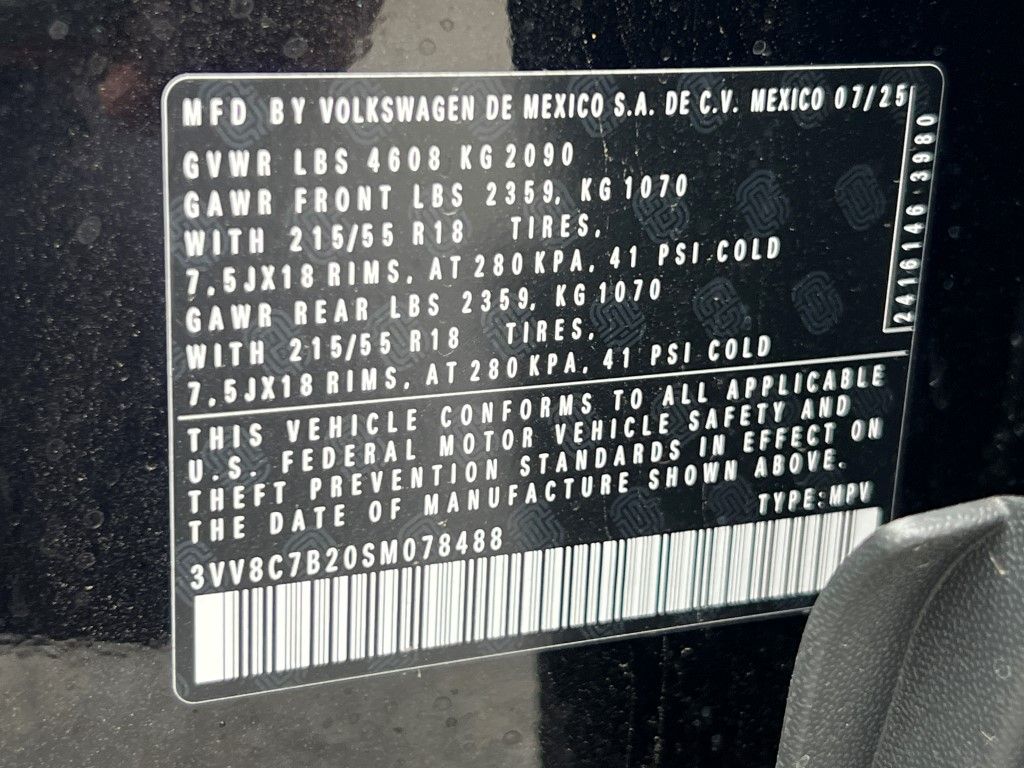 MFD BY VOLKSWAGEN DE MEXICO S.A. DE C.V. MEXICO 07/25
GVWR LBS 4608 KG 2090
GAWR FRONT LBS 2359, KG 1070
WITH 215/55 R18 TIRES,
7,5JX18 RIMS, AT 280 KPA, 41 PSI COLD
GAWR REAR LBS 2359, KG 1070
WITH 215/55 R18 TIRES,
7,5JX18 RIMS, AT 280 KPA, 41 PSI COLD
2416146 3980
THIS VEHICLE CONFORMS TO ALL APPLICABLE
U.S. FEDERAL MOTOR VEHICLE SAFETY AND
THEFT PREVENTION STANDARDS IN EFFECT ON
THE DATE OF MANUFACTURE SHOWN ABOVE.
TYPE:MPV
3VV8C7B20SM078488